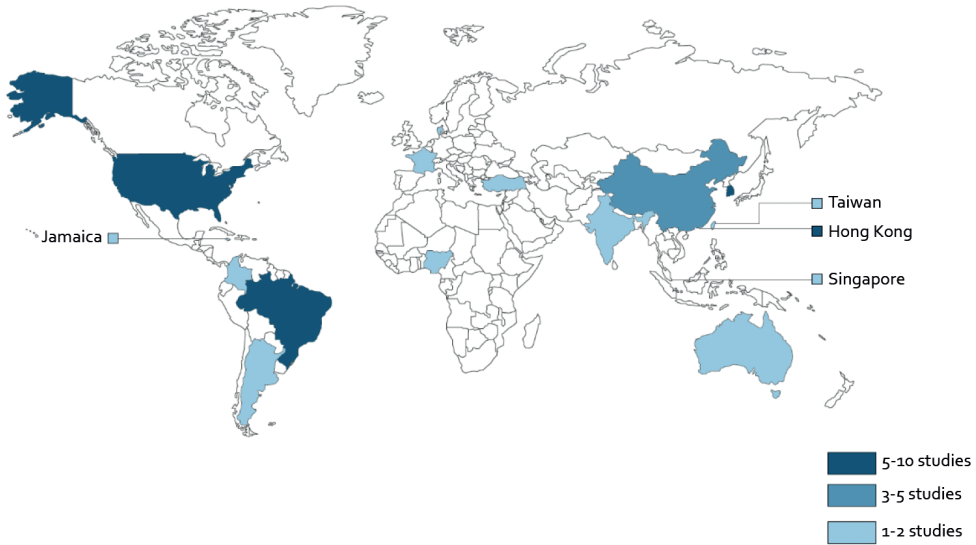 Taiwan
Hong Kong
Jamaica
Singapore
5-10 studies
3-5 studies
1-2 studies